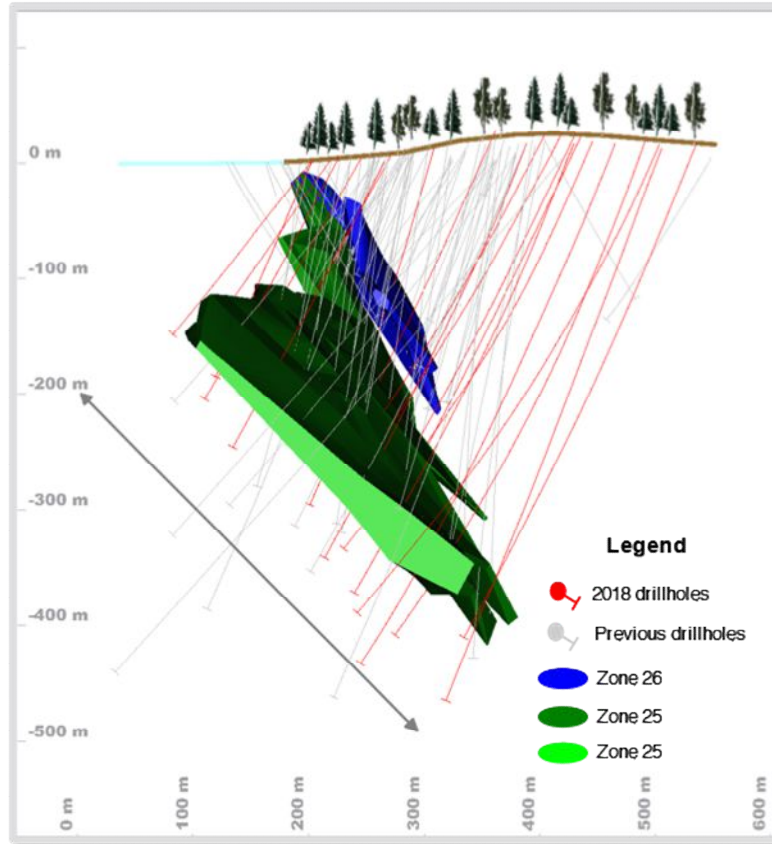 0 m
-100 m
-200 m
-300 m
-400 m
-500 m
Legend
2018 drillholes
Previous drillholes
Zone 26
Zone 25
Zone 25
0 m
100 m
200 m
300 m
400 m
500 m
600 m